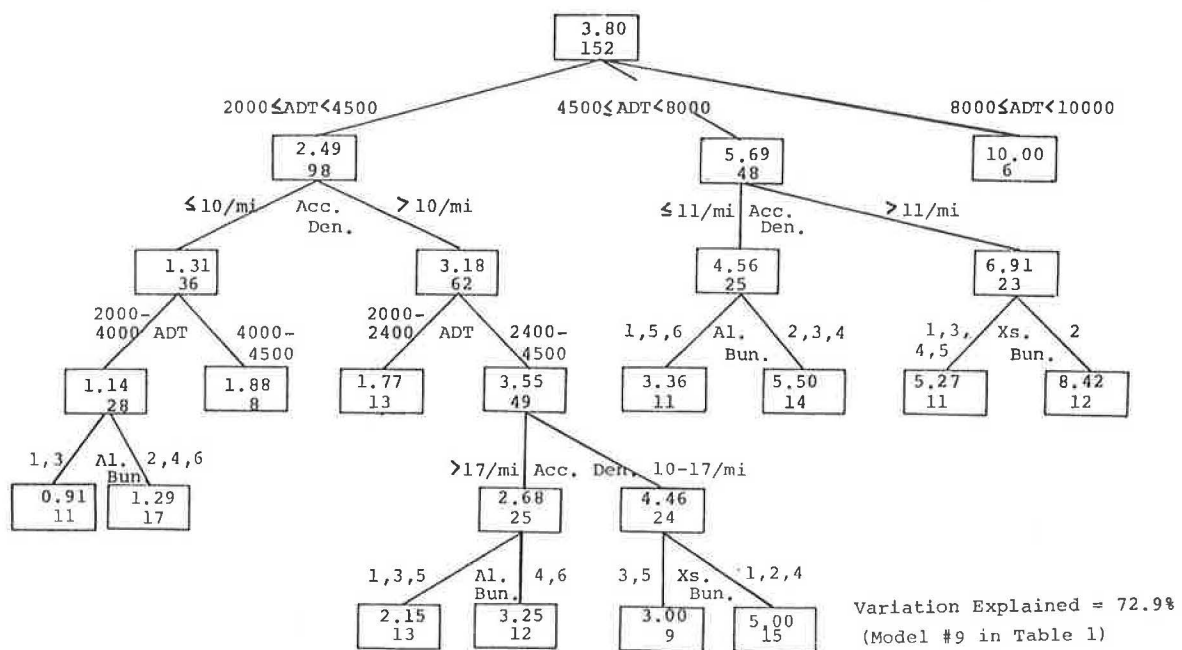 3.80
152
2000≤ADT<4500
4500≤ADT<8000
8000≤ADT<10000
2.49
98
5.69
48
10.00
6
≤10/mi Acc. >10/mi
Den.
≤11/mi Acc. >11/mi
Den.
1.31
36
3.18
62
4.56
25
6.91
23
2000-
4000 ADT 4000-
4500
2000-
2400 ADT 2400-
4500
1,5,6 Al. 2,3,4
Bun.
1,3, Xs. 2
4,5 Bun.
1.14
28
1.88
8
1.77
13
3.55
49
3.36
11
5.50
14
5.27
11
8.42
12
1,3 Al. 2,4,6
Bun
>17/mi Acc. Den. 10-17/mi
0.91
11
1.29
17
2.68
25
4.46
24
1,3,5 Al. 4,6
Bun.
3,5 Xs. 1,2,4
Bun.
2.15
13
3.25
12
3.00
9
5.00
15
Variation Explained = 72.9%
(Model #9 in Table 1)